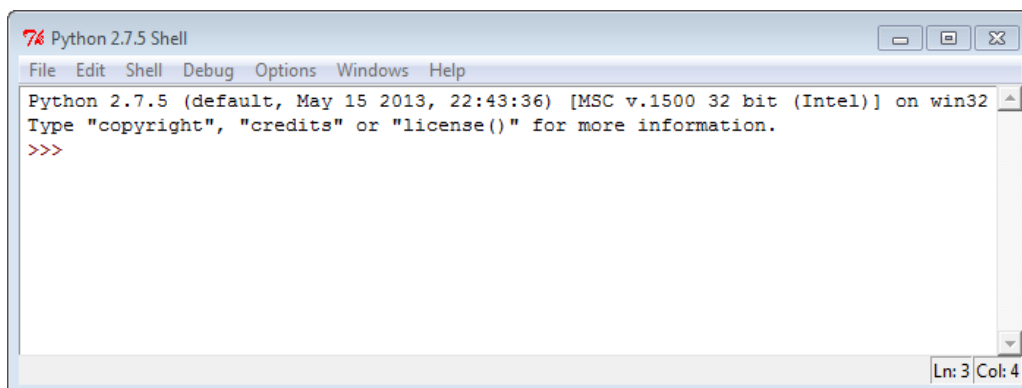 Python 2.7.5 Shell
File Edit Shell Debug Options Windows Help
Python 2.7.5 (default, May 15 2013, 22:43:36) [MSC v.1500 32 bit (Intel)] on win32
Type "copyright", "credits" or "license()" for more information.
>>>
Ln: 3 Col: 4